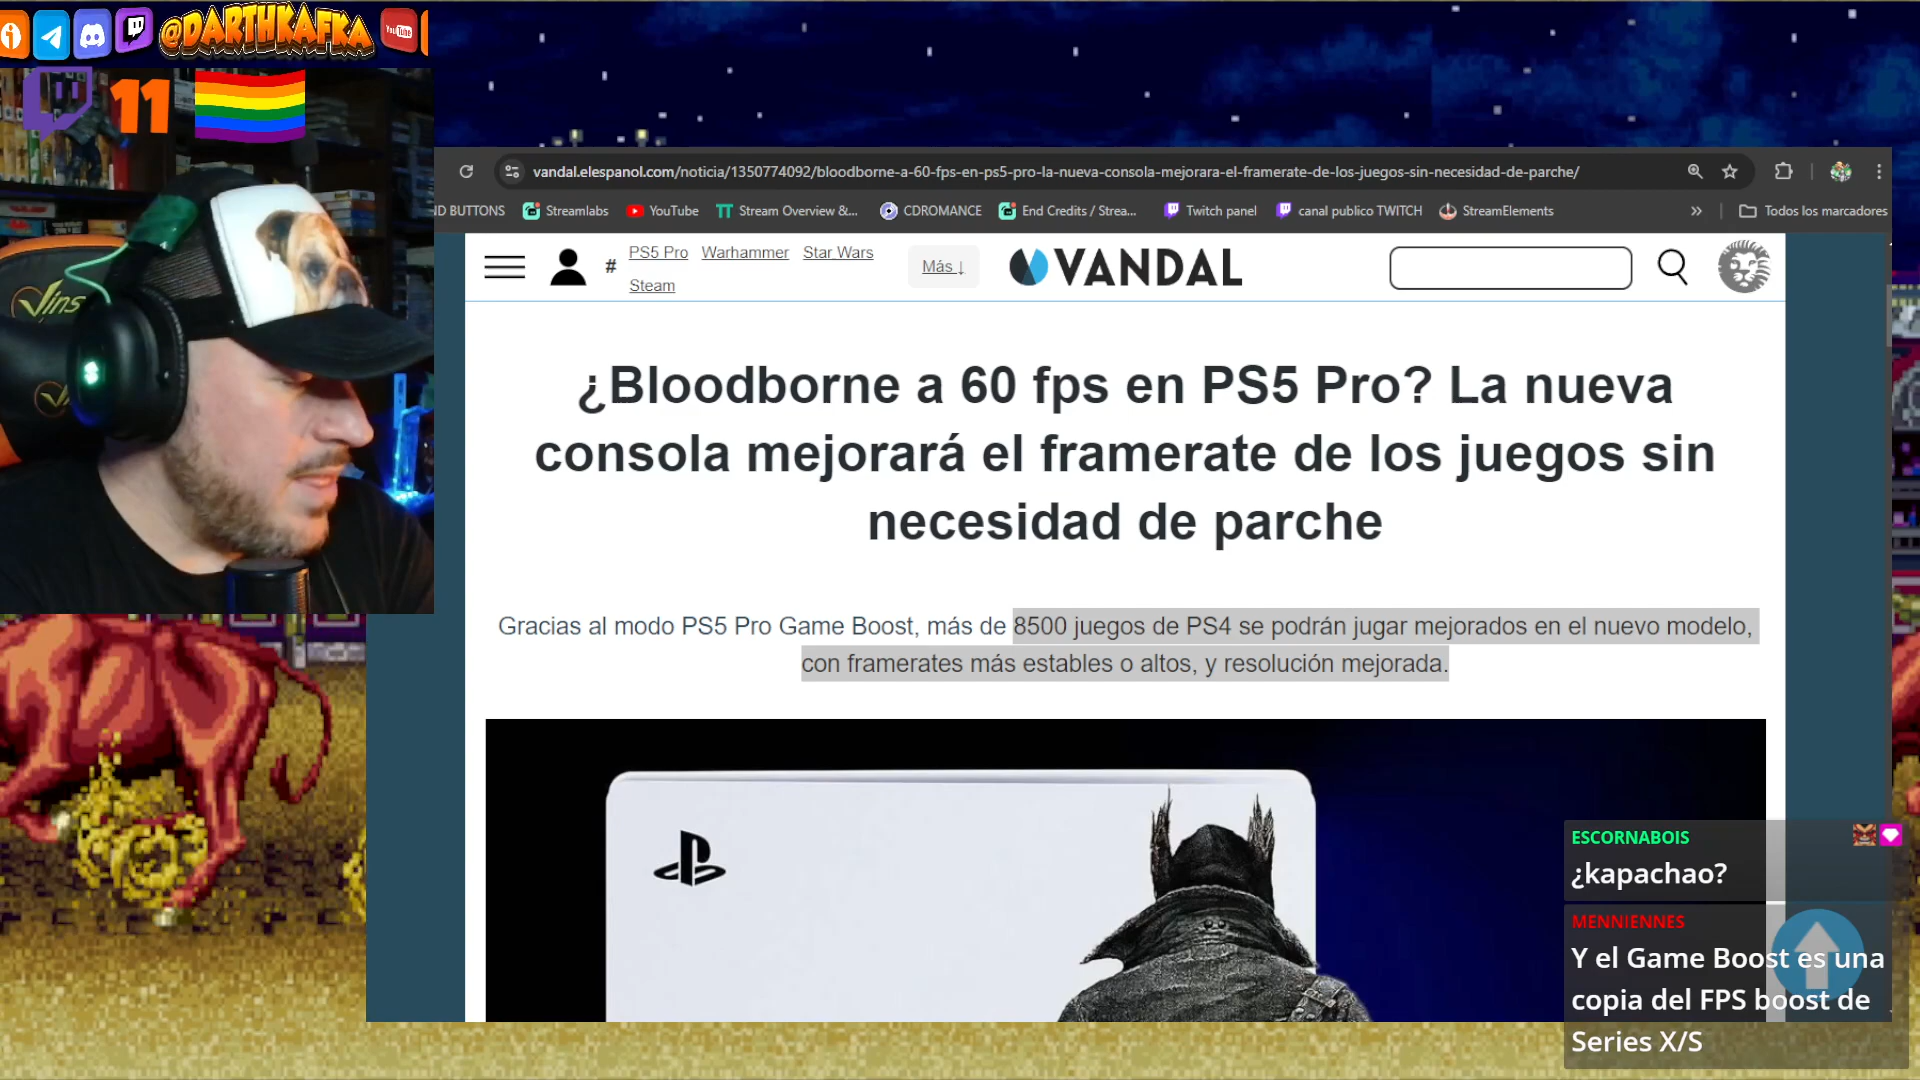 @DARTHKAFKA
YouTube
11
Vins
vandal.elespanol.com/noticia/1350774092/bloodborne-a-60-fps-en-ps5-pro-la-nueva-consola-mejorara-el-framerate-de-los-juegos-sin-necesidad-de-parche/
ND BUTTONS
Streamlabs
YouTube
Stream Overview &...
CDROMANCE
End Credits / Strea...
Twitch panel
canal publico TWITCH
StreamElements
»
Todos los marcadores
# PS5 Pro Warhammer Star Wars
Steam
Más ↓
VANDAL
¿Bloodborne a 60 fps en PS5 Pro? La nueva
consola mejorará el framerate de los juegos sin
necesidad de parche
Gracias al modo PS5 Pro Game Boost, más de 8500 juegos de PS4 se podrán jugar mejorados en el nuevo modelo,
con framerates más estables o altos, y resolución mejorada.
ESCORNABOIS
¿kapachao?
MENNIENNES
Y el Game Boost es una
copia del FPS boost de
Series X/S